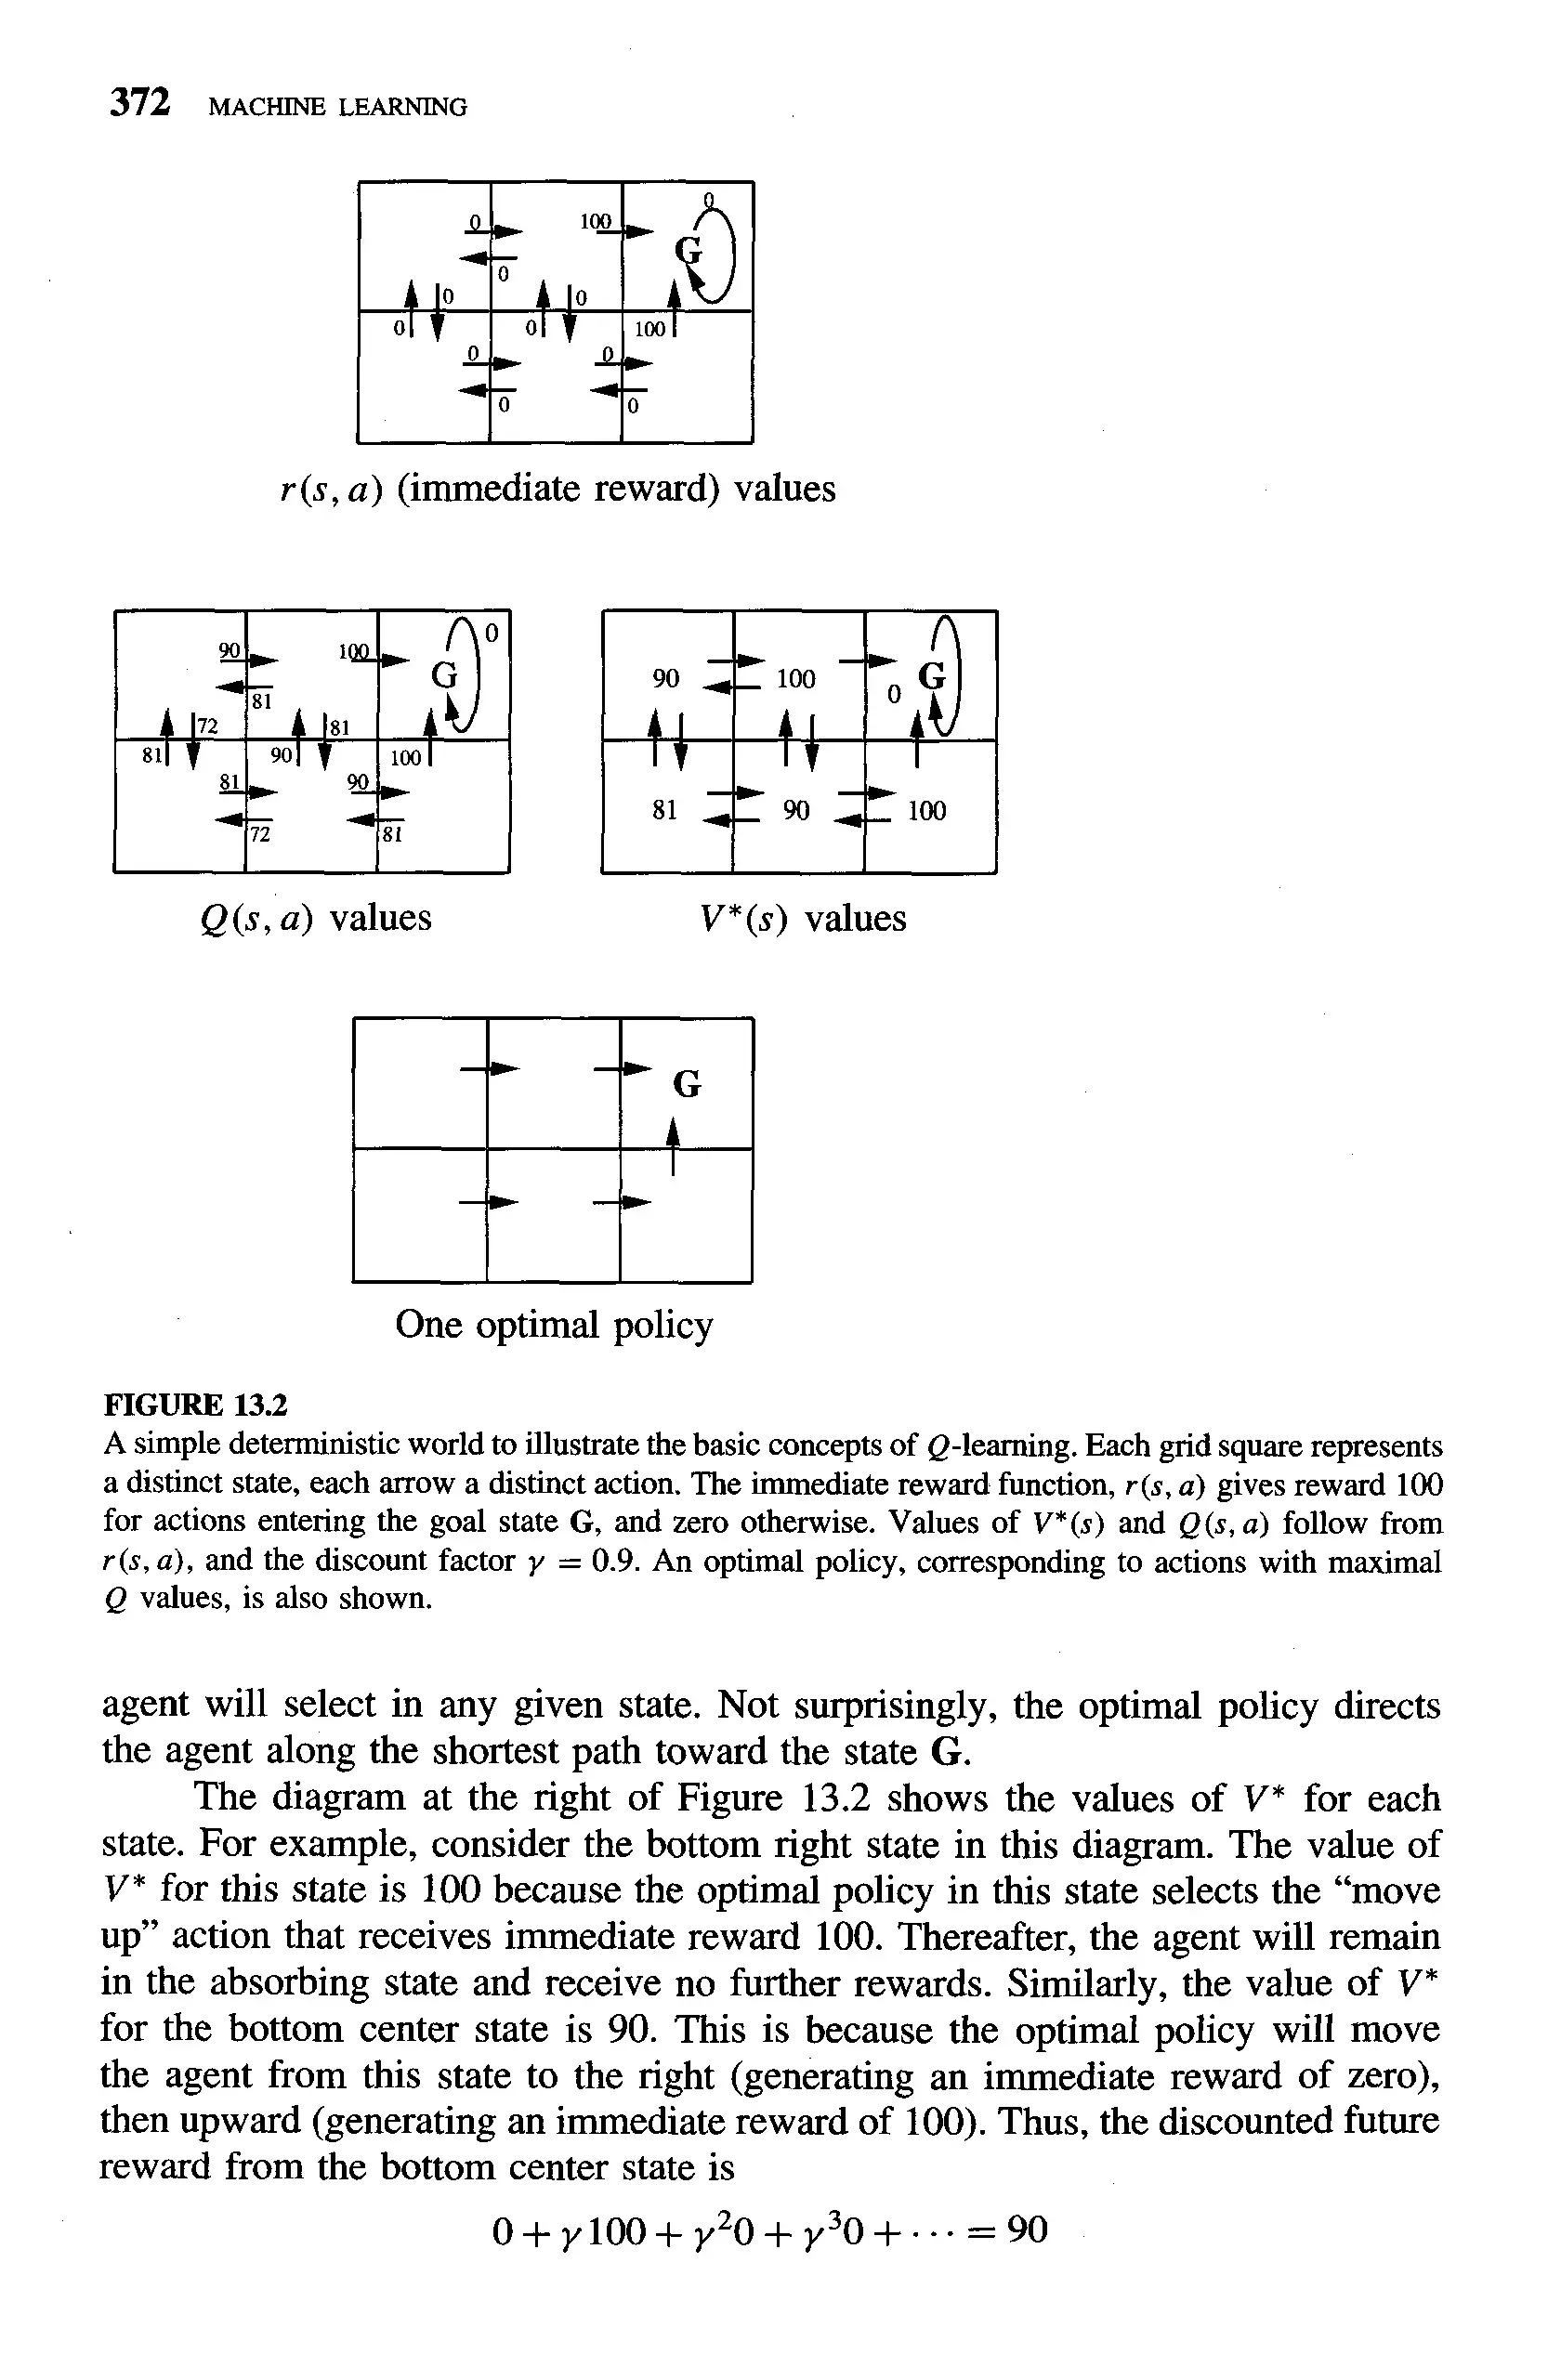 372 MACHINE LEARNING
0 100 0
G
0
0 0
0 0 100
0 0
0 0
r(s, a) (immediate reward) values
90 100 G 0
81
72 81
81 90 100
81 90
72 81
90 100 0 G
81 90 100
Q(s, a) values V*(s) values
G
One optimal policy
FIGURE 13.2
A simple deterministic world to illustrate the basic concepts of Q-learning. Each grid square represents
a distinct state, each arrow a distinct action. The immediate reward function, r(s, a) gives reward 100
for actions entering the goal state G, and zero otherwise. Values of V*(s) and Q(s, a) follow from
r(s, a), and the discount factor γ = 0.9. An optimal policy, corresponding to actions with maximal
Q values, is also shown.
agent will select in any given state. Not surprisingly, the optimal policy directs
the agent along the shortest path toward the state G.
The diagram at the right of Figure 13.2 shows the values of V* for each
state. For example, consider the bottom right state in this diagram. The value of
V* for this state is 100 because the optimal policy in this state selects the “move
up” action that receives immediate reward 100. Thereafter, the agent will remain
in the absorbing state and receive no further rewards. Similarly, the value of V*
for the bottom center state is 90. This is because the optimal policy will move
the agent from this state to the right (generating an immediate reward of zero),
then upward (generating an immediate reward of 100). Thus, the discounted future
reward from the bottom center state is
0 + γ100 + γ²0 + γ³0 + · · · = 90